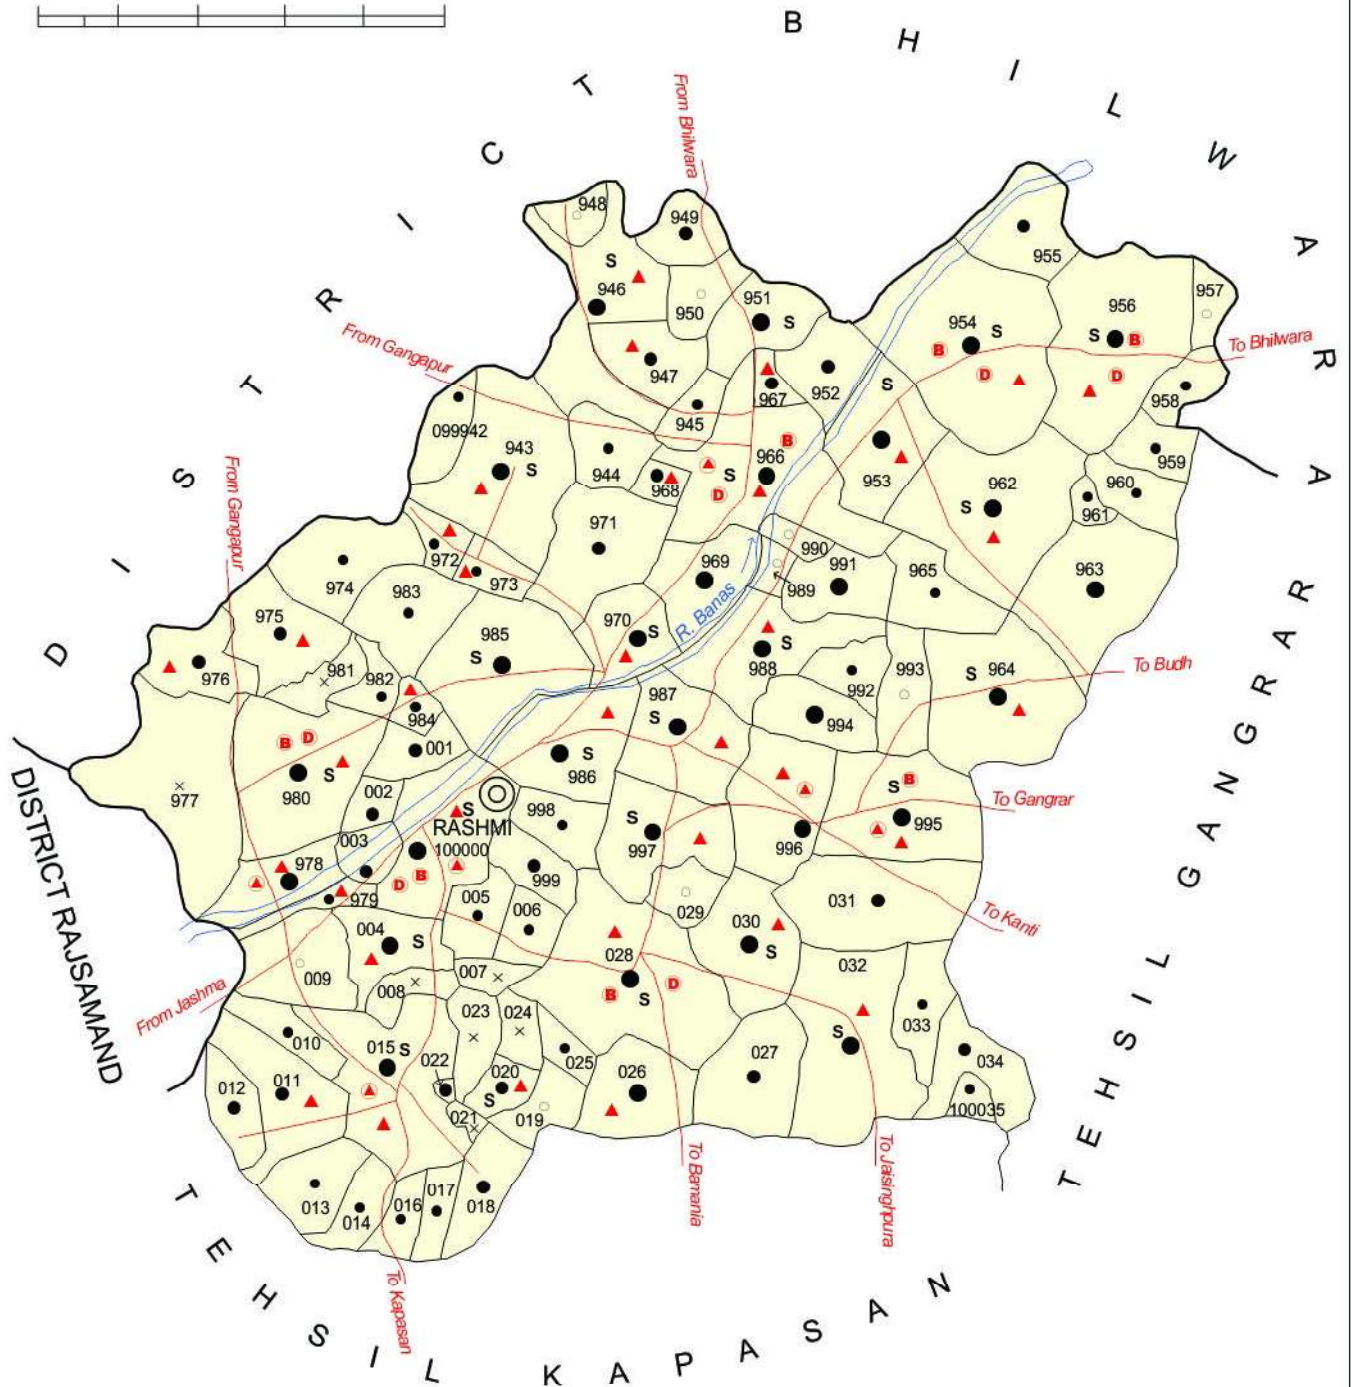 DISTRICT BHILWARA
From Bhilwara
948
949
S
946
950
951
S
955
956
957
954
S
S
B
B
To Bhilwara
D
D
From Gangapur
947
967
952
S
958
945
099942
943
S
944
968
S
B
966
D
953
962
S
959
960
961
From Gangapur
971
990
972
973
969
991
989
965
963
974
983
975
R. Banas
970
S
985
S
S
988
976
981
982
992
993
S
964
To Budh
984
987
S
994
B
D
001
S
980
986
S
977
002
S
B
To Gangrar
RASHMI
100000
S
998
S
997
996
995
003
978
979
D
B
999
005
006
029
031
To Kanti
004
S
030
S
028
032
009
007
008
B
S
D
From Jashma
DISTRICT RAJSAMAND
023
024
033
010
015
S
022
025
S
012
011
020
S
026
027
034
021
019
100035
To Bamania
To Jaisinghpura
013
014
016
017
018
To Kapasan
TEHSIL GANGRAR
TEHSIL KAPASAN